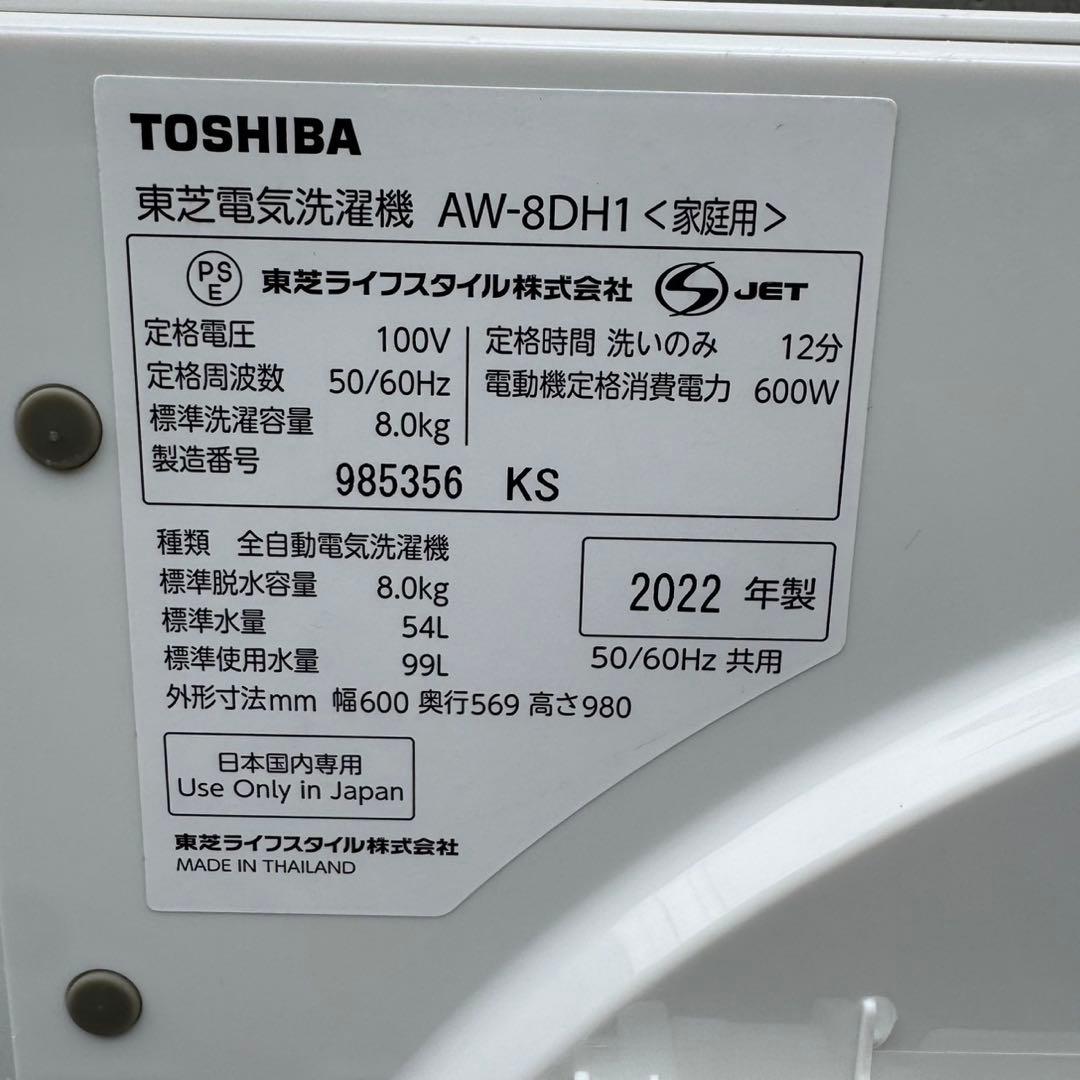 TOSHIBA
東芝電気洗濯機 AW-8DH1<家庭用>
PSE 東芝ライフスタイル株式会社 S JET
定格電圧 100V
定格周波数 50/60Hz
標準洗濯容量 8.0kg
定格時間 洗いのみ 12分
電動機定格消費電力 600W
製造番号 985356 KS
種類 全自動電気洗濯機
標準脱水容量 8.0kg
標準水量 54L
標準使用水量 99L
外形寸法mm 幅600 奥行569 高さ980
2022 年製
50/60Hz 共用
日本国内専用
Use Only in Japan
東芝ライフスタイル株式会社
MADE IN THAILAND